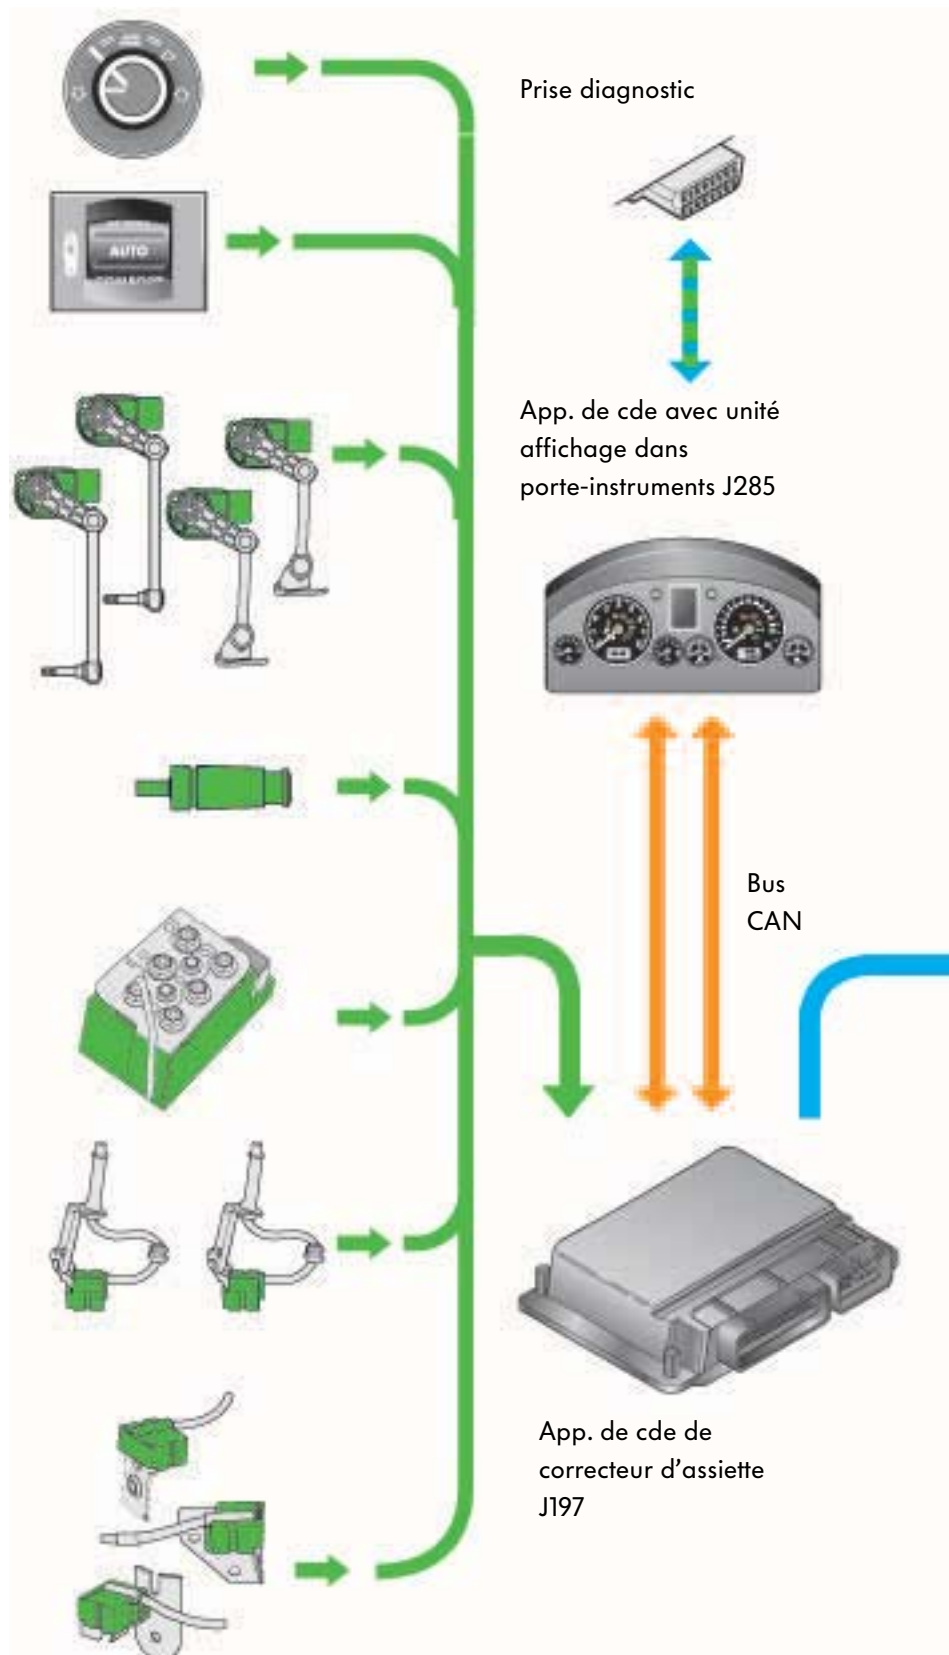 Prise diagnostic
AUTO
App. de cde avec unité
affichage dans
porte-instruments J285
Bus
CAN
App. de cde de
correcteur d'assiette
J197